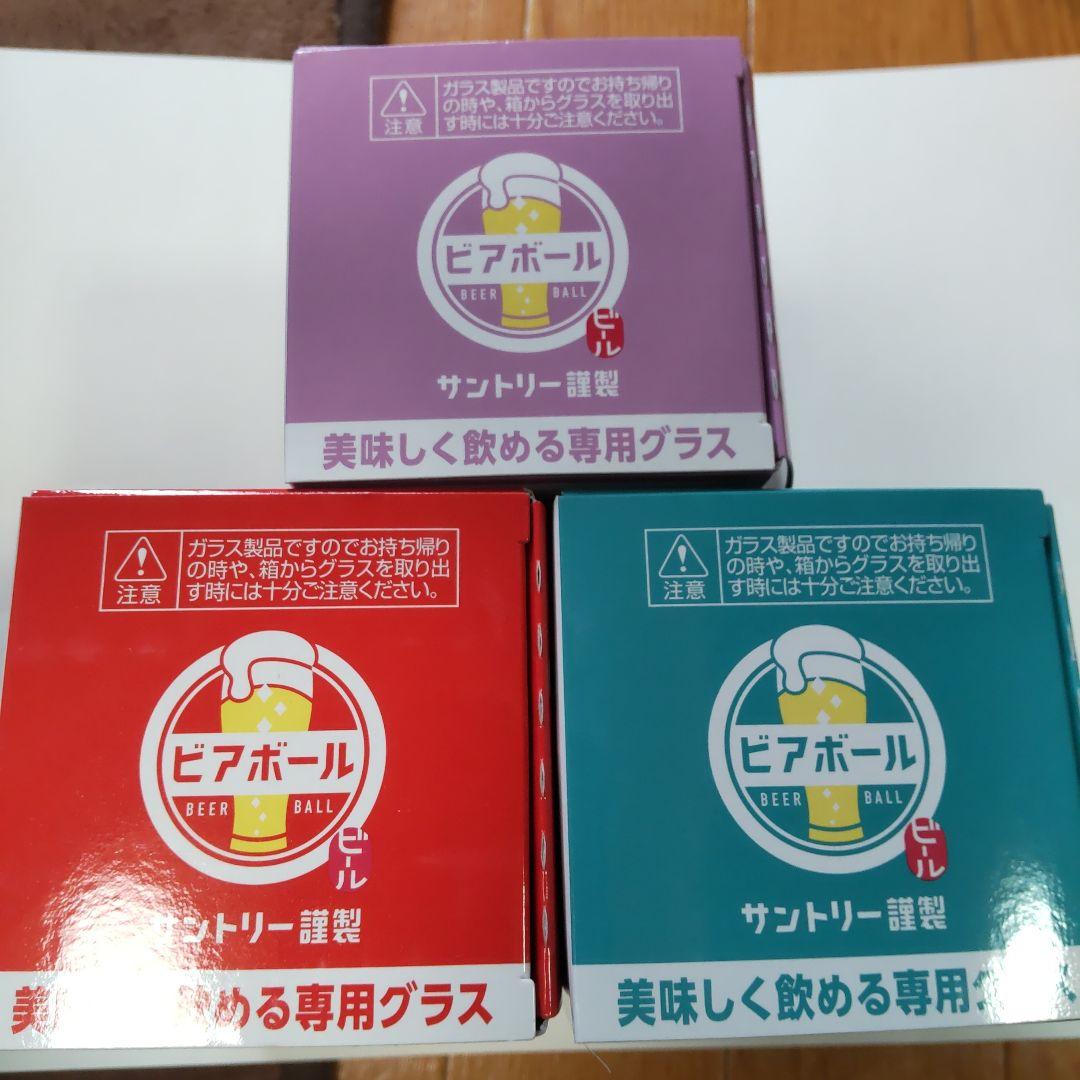 注意
ガラス製品ですのでお持ち帰り
の時や、箱からグラスを取り出
す時には十分ご注意ください。
ビアボール
BEER BALL
ビール
サントリー謹製
美味しく飲める専用グラス
注意
ガラス製品ですのでお持ち帰り
の時や、箱からグラスを取り出
す時には十分ご注意ください。
ビアボール
BEER BALL
ビール
サントリー謹製
美 飲める専用グラス
注意
ガラス製品ですのでお持ち帰り
の時や、箱からグラスを取り出
す時には十分ご注意ください。
ビアボール
BEER BALL
ビール
サントリー謹製
美味しく飲める専用